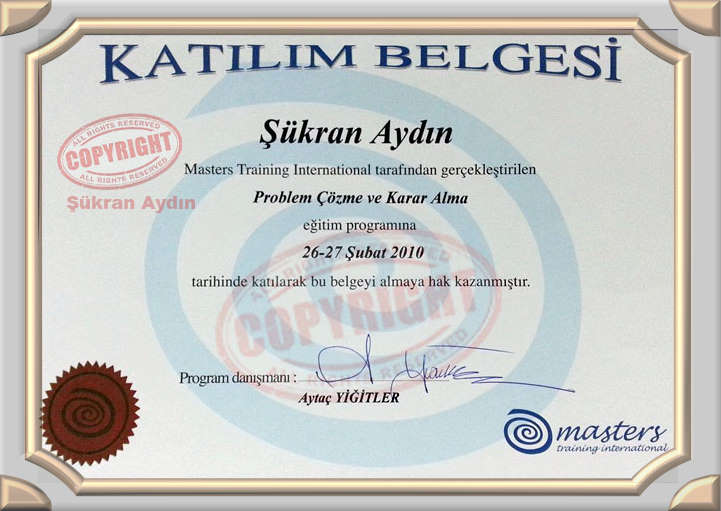 KATILIM BELGESİ
Şükran Aydın
ALL RIGHTS RESERVED
COPYRIGHT
ALL RIGHTS RESERVED
Şükran Aydın
Masters Training International tarafından gerçekleştirilen
Problem Çözme ve Karar Alma
eğitim programına
26-27 Şubat 2010
tarihinde katılarak bu belgeyi almaya hak kazanmıştır.
COPYRIGHT
RIGHTS RESERVED
Program danışmanı :
Aytaç YİĞİTLER
masters
training international